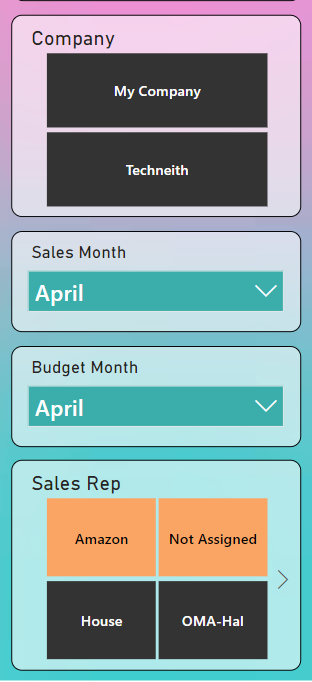 Company
My Company
Techneith
Sales Month
April
Budget Month
April
Sales Rep
Amazon
Not Assigned
House
OMA-Hal